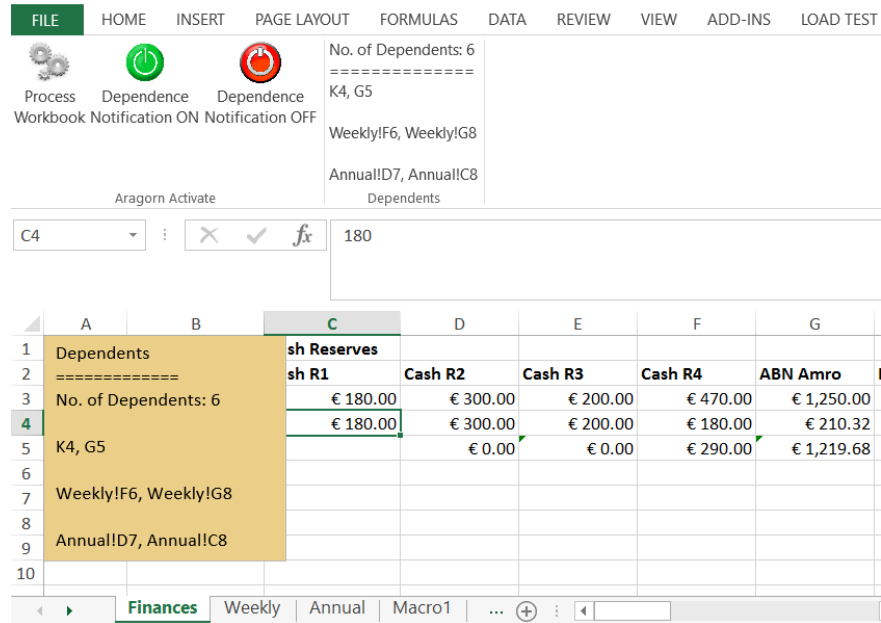 FILE HOME INSERT PAGE LAYOUT FORMULAS DATA REVIEW VIEW ADD-INS LOAD TEST
Process Workbook
Dependence Notification ON
Dependence Notification OFF
Aragorn Activate
No. of Dependents: 6
==============
K4, G5
Weekly!F6, Weekly!G8
Annual!D7, Annual!C8
Dependents
C4 fx 180
A B C D E F G
1 sh Reserves
2 sh R1 Cash R2 Cash R3 Cash R4 ABN Amro
3 € 180.00 € 300.00 € 200.00 € 470.00 € 1,250.00
4 € 180.00 € 300.00 € 200.00 € 180.00 € 210.32
5 € 0.00 € 0.00 € 290.00 € 1,219.68
6
7
8
9
10
Dependents
=============
No. of Dependents: 6
K4, G5
Weekly!F6, Weekly!G8
Annual!D7, Annual!C8
Finances Weekly Annual Macro1 ...